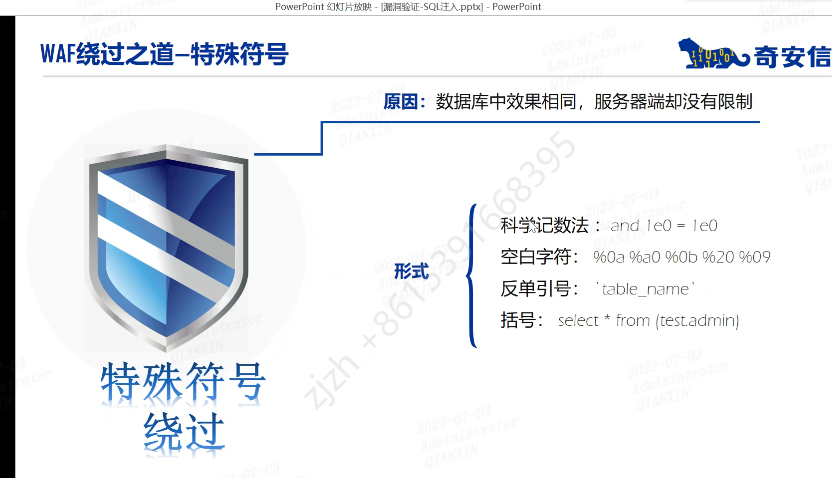 PowerPoint 幻灯片放映 - [漏洞验证-SQL注入.pptx] - PowerPoint
WAF绕过之道—特殊符号
奇安信
原因：数据库中效果相同，服务器端却没有限制
形式
科学记数法 ：and 1e0 = 1e0
空白字符： %0a %a0 %0b %20 %09
反单引号： `table_name`
括号： select * from (test.admin)
特殊符号
绕过
zjzh +8615391668395
2023-07-03
Administrator
QIANXIN